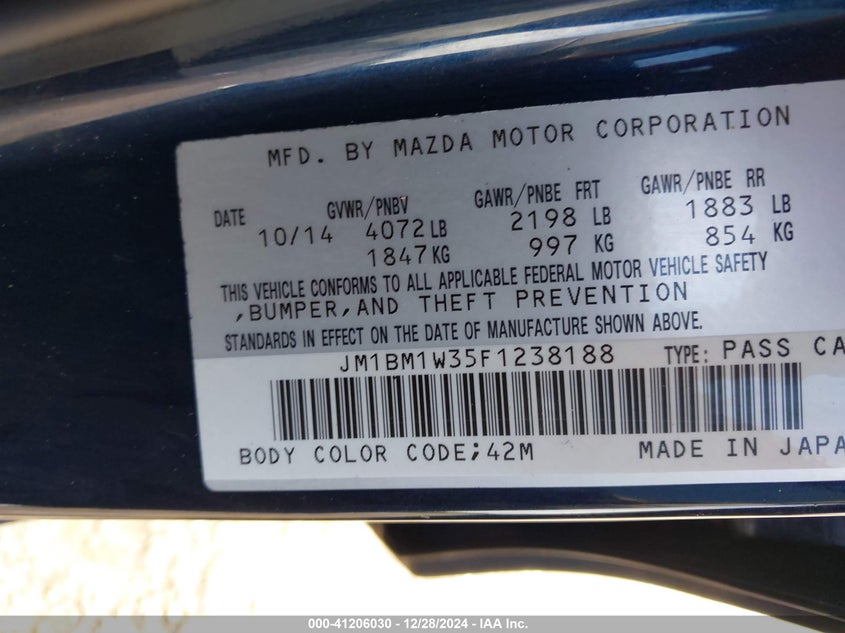 MFD. BY MAZDA MOTOR CORPORATION
DATE GVWR/PNBV GAWR/PNBE FRT GAWR/PNBE RR
10/14 4072 LB 2198 LB 1883 LB
1847 KG 997 KG 854 KG
THIS VEHICLE CONFORMS TO ALL APPLICABLE FEDERAL MOTOR VEHICLE SAFETY
,BUMPER,AND THEFT PREVENTION
STANDARDS IN EFFECT ON THE DATE OF MANUFACTURE SHOWN ABOVE.
JM1BM1W35F1238188 TYPE: PASS CA
BODY COLOR CODE;42M MADE IN JAPA
000-41206030 - 12/28/2024 - IAA Inc.